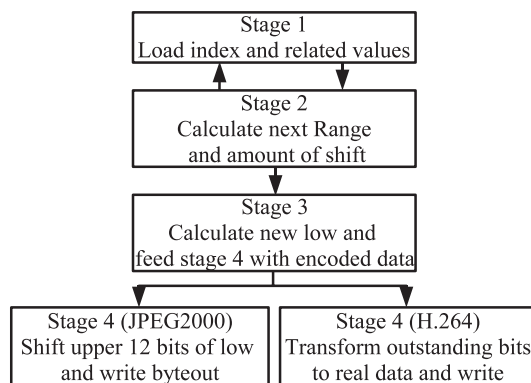 Stage 1
Load index and related values
Stage 2
Calculate next Range
and amount of shift
Stage 3
Calculate new low and
feed stage 4 with encoded data
Stage 4 (JPEG2000)
Shift upper 12 bits of low
and write byteout
Stage 4 (H.264)
Transform outstanding bits
to real data and write